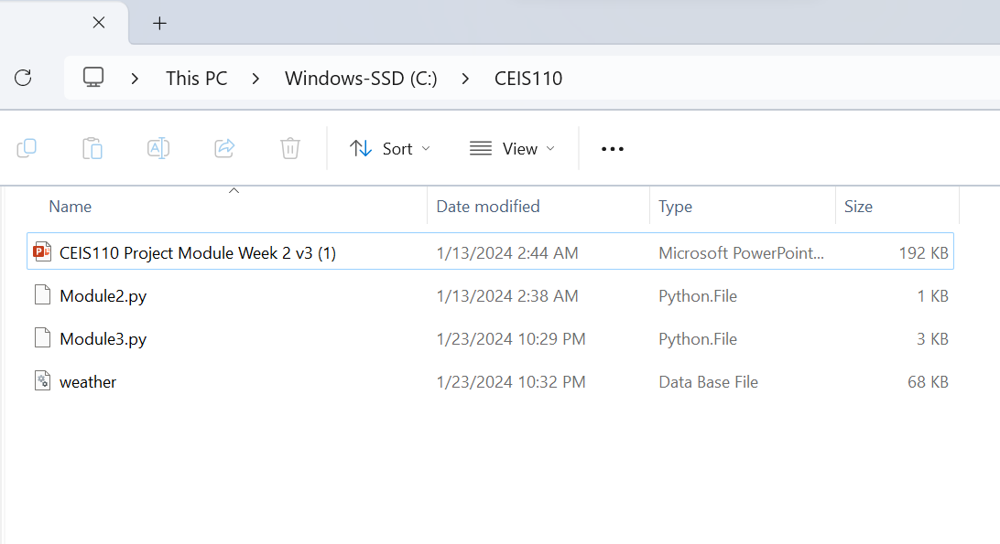 This PC Windows-SSD (C:) CEIS110
Sort View
Name Date modified Type Size
CEIS110 Project Module Week 2 v3 (1) 1/13/2024 2:44 AM Microsoft PowerPoint... 192 KB
Module2.py 1/13/2024 2:38 AM Python.File 1 KB
Module3.py 1/23/2024 10:29 PM Python.File 3 KB
weather 1/23/2024 10:32 PM Data Base File 68 KB